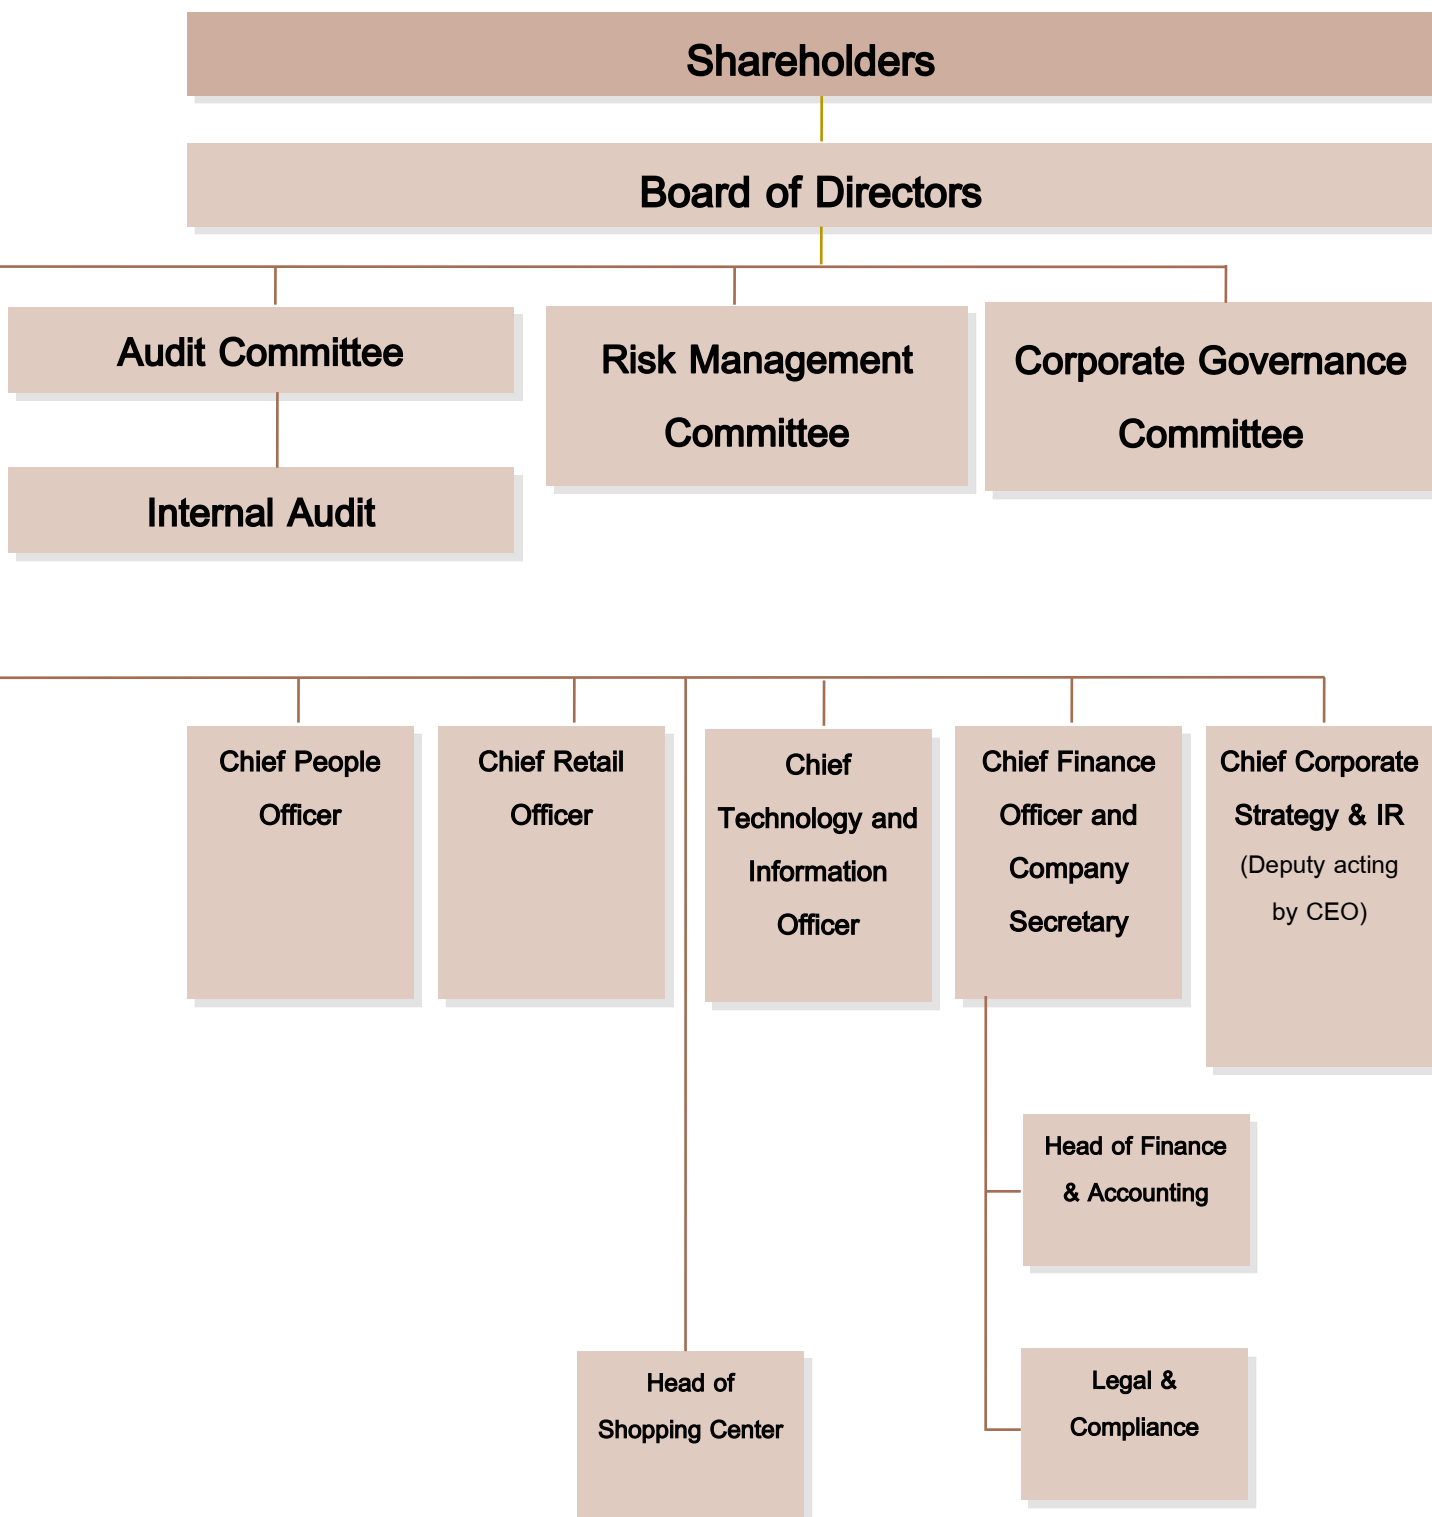 Shareholders
Board of Directors
Audit Committee
Risk Management
Committee
Corporate Governance
Committee
Internal Audit
Chief People
Officer
Chief Retail
Officer
Chief
Technology and
Information
Officer
Chief Finance
Officer and
Company
Secretary
Chief Corporate
Strategy & IR
(Deputy acting
by CEO)
Head of Finance
& Accounting
Head of
Shopping Center
Legal &
Compliance